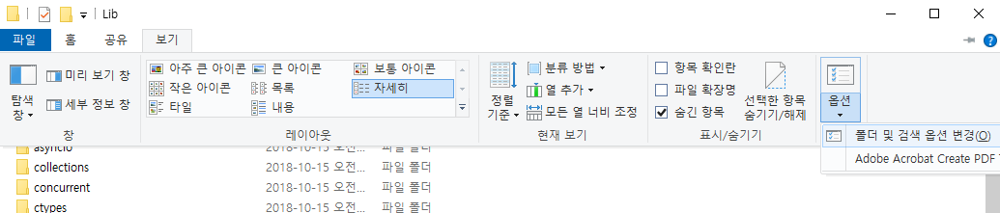 Lib
파일 홈 공유 보기
미리 보기 창
세부 정보 창
탐색 창
창
아주 큰 아이콘 큰 아이콘 보통 아이콘
작은 아이콘 목록 자세히
타일 내용
레이아웃
정렬 기준
분류 방법
열 추가
모든 열 너비 조정
현재 보기
항목 확인란
파일 확장명
숨긴 항목
선택한 항목 숨기기/해제
표시/숨기기
옵션
폴더 및 검색 옵션 변경(O)
Adobe Acrobat Create PDF
asyncio 2018-10-15 오전... 파일 폴더
collections 2018-10-15 오전... 파일 폴더
concurrent 2018-10-15 오전... 파일 폴더
ctypes 2018-10-15 오전... 파일 폴더